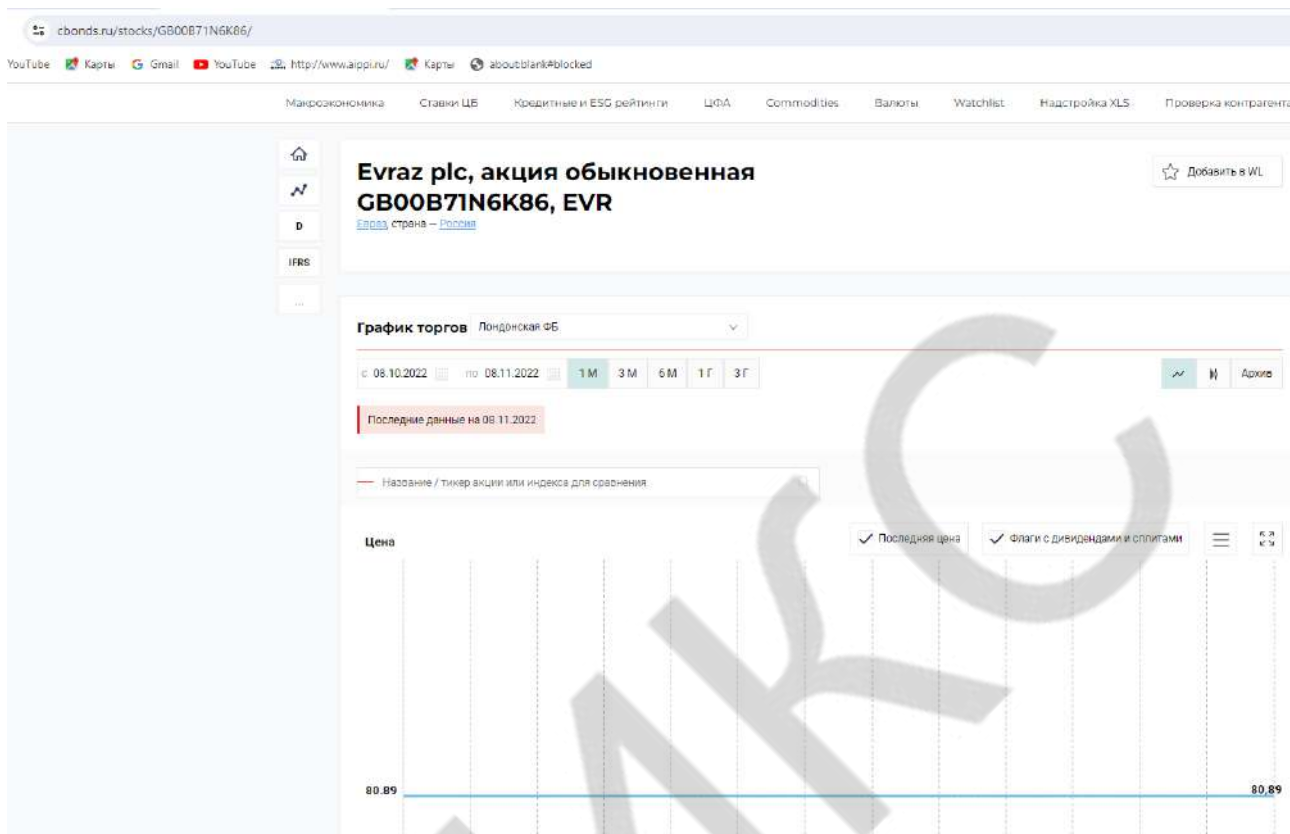 cbonds.ru/stocks/GB00B71N6K86/
YouTube Карты Gmail YouTube http://www.aippi.ru/ Карты about:blank#blocked
Макроэкономика Ставки ЦБ Кредитные и ESG рейтинги ЦФА Commodities Валюты Watchlist Надстройка XLS Проверка контрагента
Evraz plc, акция обыкновенная
GB00B71N6K86, EVR
Добавить в WL
Евраз, страна — Россия
D
IFRS
...
График торгов Лондонская ФБ
с 08.10.2022 по 08.11.2022 1 М 3 М 6 М 1 Г 3 Г Архив
Последние данные на 08.11.2022
Название / тикер акции или индекса для сравнения
Цена Последняя цена Флаги с дивидендами и сплитами
80.89 80,89
МКС